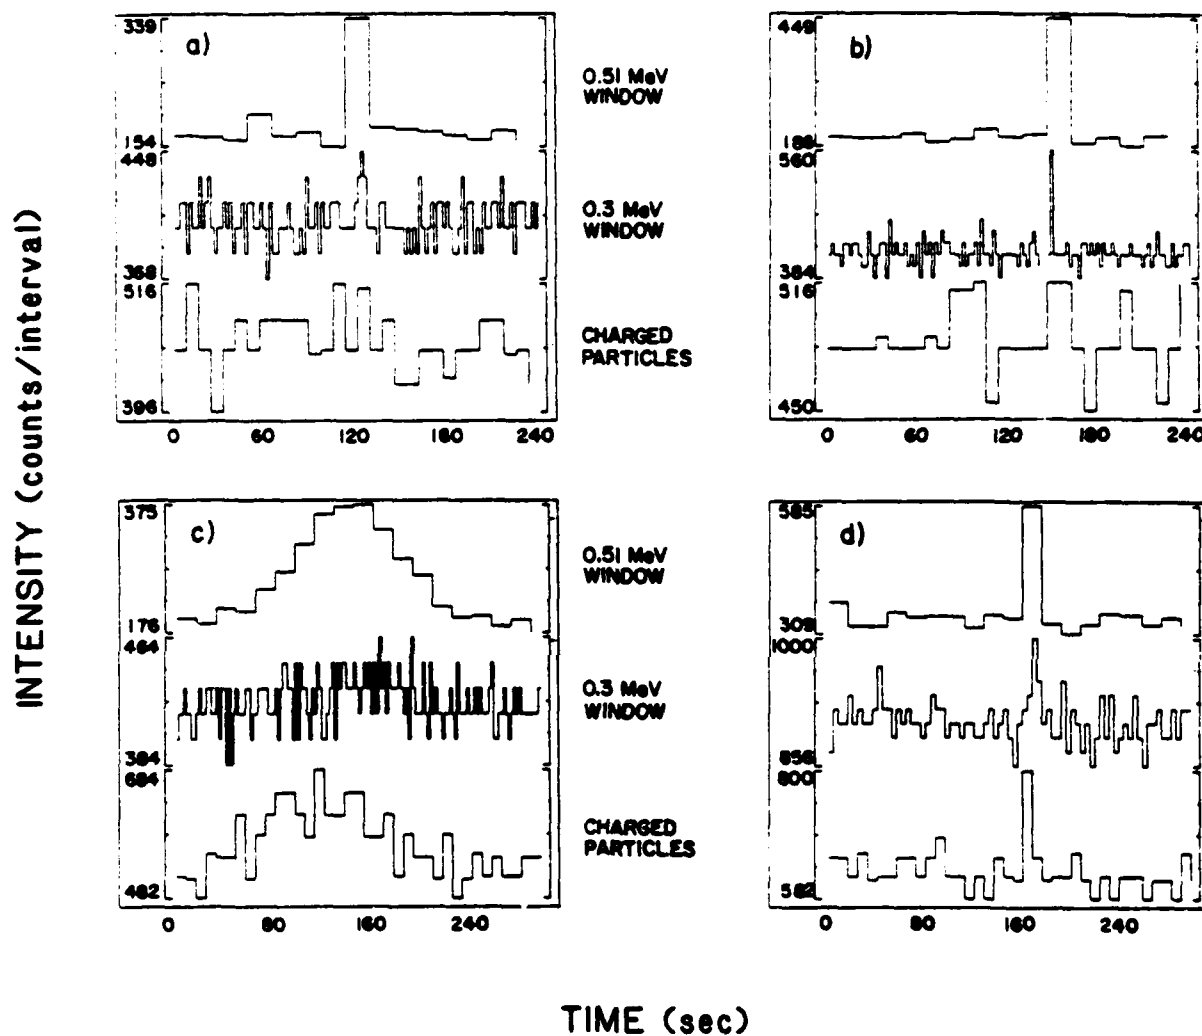 INTENSITY (counts/interval)
a)
339
154
448
368
516
396
0 60 120 180 240
0.51 MeV
WINDOW
0.3 MeV
WINDOW
CHARGED
PARTICLES
b)
449
188
560
384
516
450
0 60 120 180 240
c)
375
176
464
384
684
482
0 80 160 240
0.51 MeV
WINDOW
0.3 MeV
WINDOW
CHARGED
PARTICLES
d)
585
309
1000
856
800
582
0 80 160 240
TIME (sec)